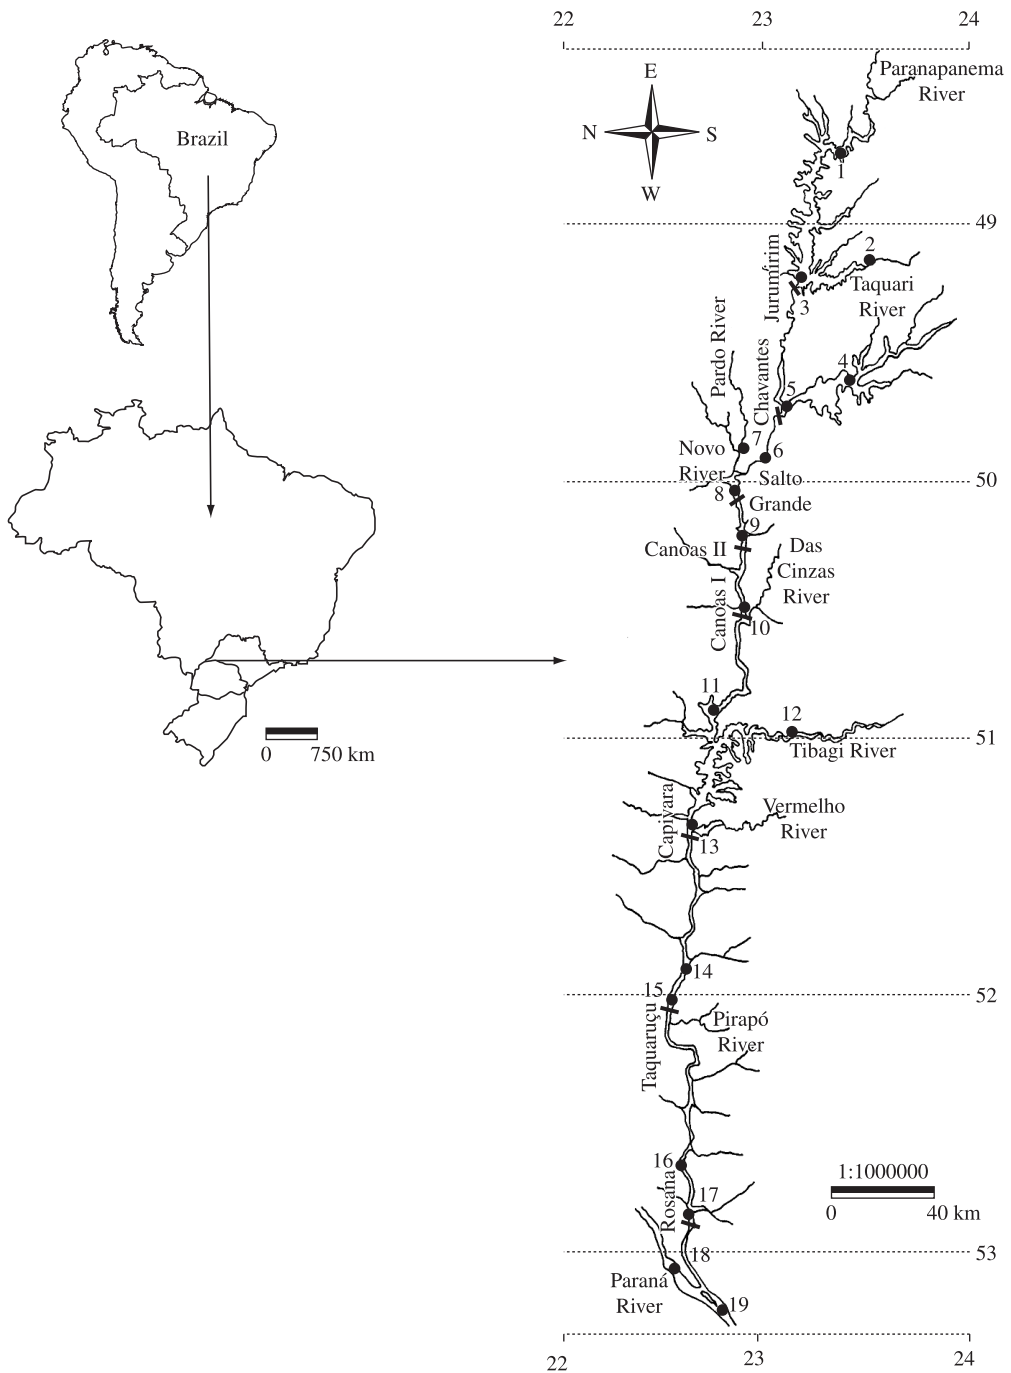 22
23
24
Paranapanema
River
E
N
S
W
Brazil
1
49
Jurumirim
2
Taquari
River
3
Pardo River
Chavantes
4
5
Novo
River
7
6
Salto
Grande
50
8
9
Canoas II
Das
Cinzas
River
Canoas I
10
0
750 km
11
12
51
Tibagi River
Capivara
Vermelho
River
13
14
15
52
Taquaruçu
Pirapó
River
16
1:1000000
0
40 km
Rosana
17
18
53
Paraná
River
19
22
23
24